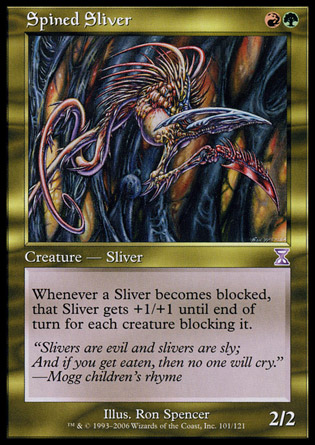 Spined Sliver
Creature — Sliver
Whenever a Sliver becomes blocked,
that Sliver gets +1/+1 until end of
turn for each creature blocking it.
“Slivers are evil and slivers are sly;
And if you get eaten, then no one will cry.”
—Mogg children’s rhyme
Illus. Ron Spencer
™ & © 1993-2006 Wizards of the Coast, Inc. 101/121
2/2